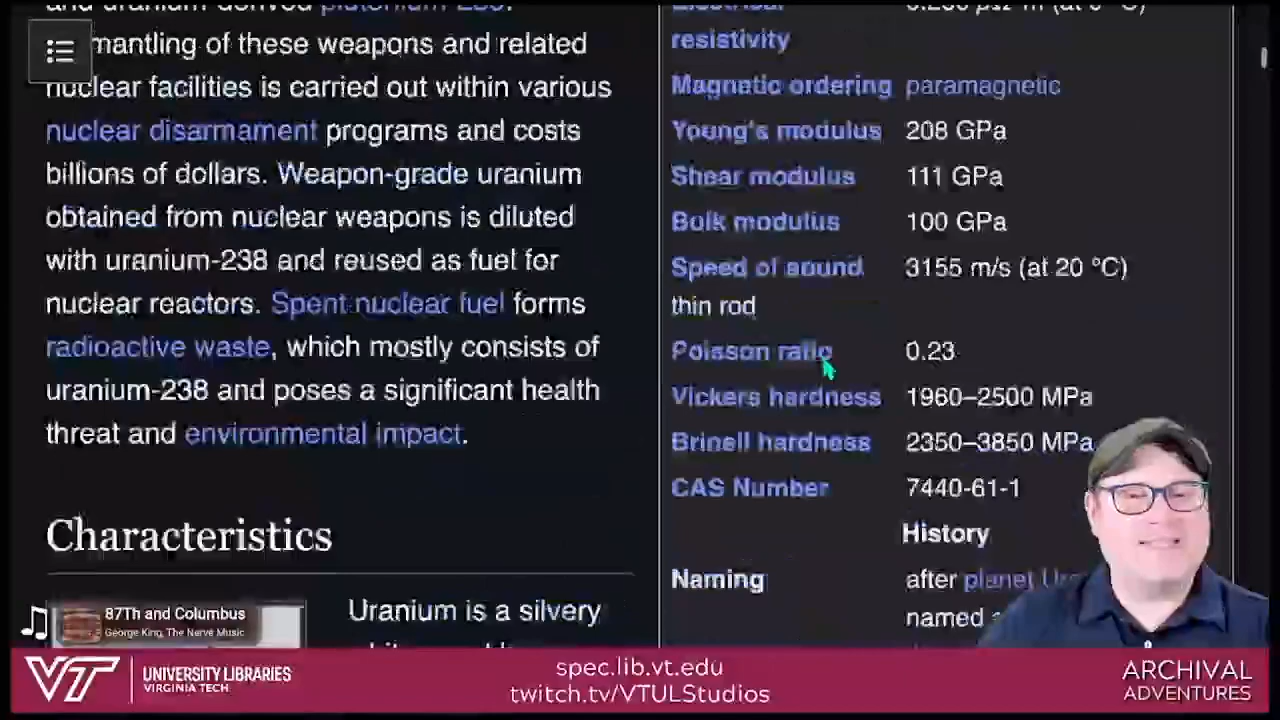 and uranium-derived plutonium-239.
mantling of these weapons and related
nuclear facilities is carried out within various
nuclear disarmament programs and costs
billions of dollars. Weapon-grade uranium
obtained from nuclear weapons is diluted
with uranium-238 and reused as fuel for
nuclear reactors. Spent nuclear fuel forms
radioactive waste, which mostly consists of
uranium-238 and poses a significant health
threat and environmental impact.
Characteristics
Uranium is a silvery
Electrical
resistivity
Magnetic ordering paramagnetic
Young's modulus 208 GPa
Shear modulus 111 GPa
Bulk modulus 100 GPa
Speed of sound 3155 m/s (at 20 °C)
thin rod
Poisson ratio 0.23
Vickers hardness 1960–2500 MPa
Brinell hardness 2350–3850 MPa
CAS Number 7440-61-1
History
Naming after planet
named
87Th and Columbus
George King, The Nerve Music
VT UNIVERSITY LIBRARIES
VIRGINIA TECH
spec.lib.vt.edu
twitch.tv/VTULStudios
ARCHIVAL
ADVENTURES